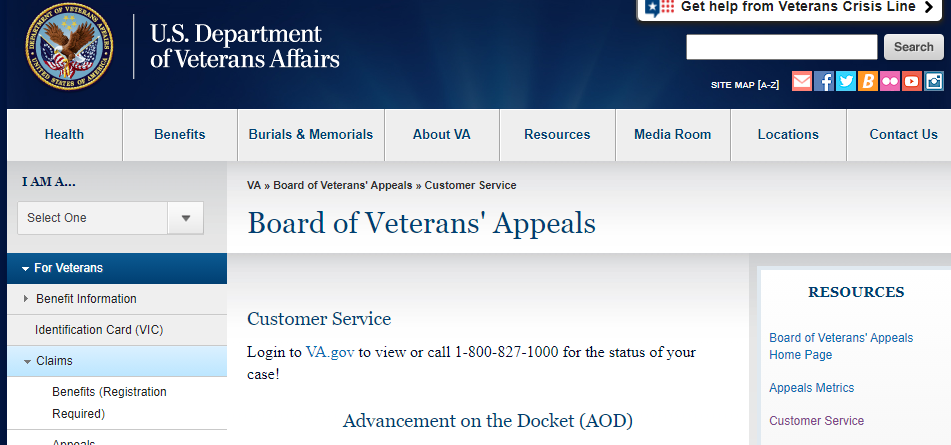 Get help from Veterans Crisis Line
U.S. Department
of Veterans Affairs
Search
SITE MAP [A-Z]
Health
Benefits
Burials & Memorials
About VA
Resources
Media Room
Locations
Contact Us
I AM A...
Select One
VA » Board of Veterans' Appeals » Customer Service
Board of Veterans' Appeals
For Veterans
Benefit Information
Identification Card (VIC)
Claims
Benefits (Registration
Required)
Appeals
Customer Service
Login to VA.gov to view or call 1-800-827-1000 for the status of your
case!
Advancement on the Docket (AOD)
RESOURCES
Board of Veterans' Appeals
Home Page
Appeals Metrics
Customer Service